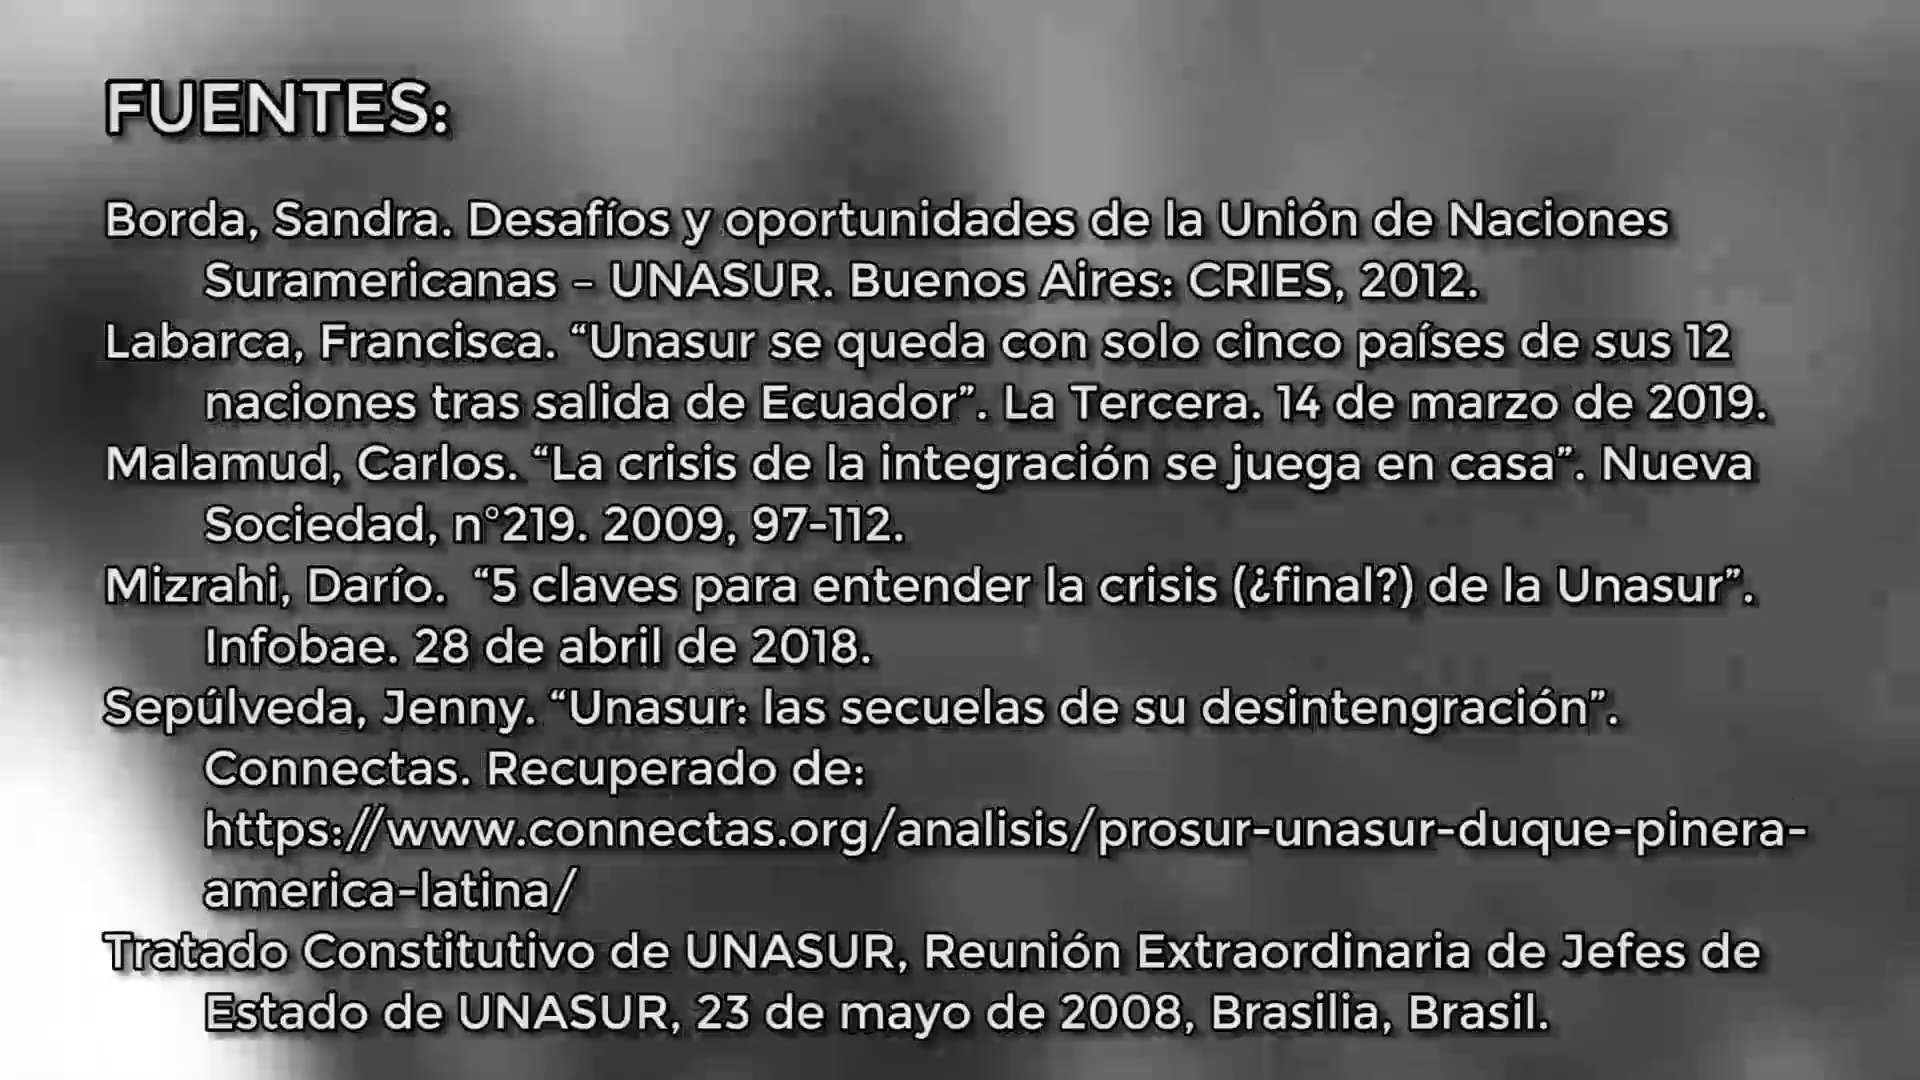 FUENTES:
Borda, Sandra. Desafíos y oportunidades de la Unión de Naciones
Suramericanas – UNASUR. Buenos Aires: CRIES, 2012.
Labarca, Francisca. “Unasur se queda con solo cinco países de sus 12
naciones tras salida de Ecuador”. La Tercera. 14 de marzo de 2019.
Malamud, Carlos. “La crisis de la integración se juega en casa”. Nueva
Sociedad, n°219. 2009, 97-112.
Mizrahi, Darío.  “5 claves para entender la crisis (¿final?) de la Unasur”.
Infobae. 28 de abril de 2018.
Sepúlveda, Jenny. “Unasur: las secuelas de su desintengración”.
Connectas. Recuperado de:
https://www.connectas.org/analisis/prosur-unasur-duque-pinera-
america-latina/
Tratado Constitutivo de UNASUR, Reunión Extraordinaria de Jefes de
Estado de UNASUR, 23 de mayo de 2008, Brasilia, Brasil.